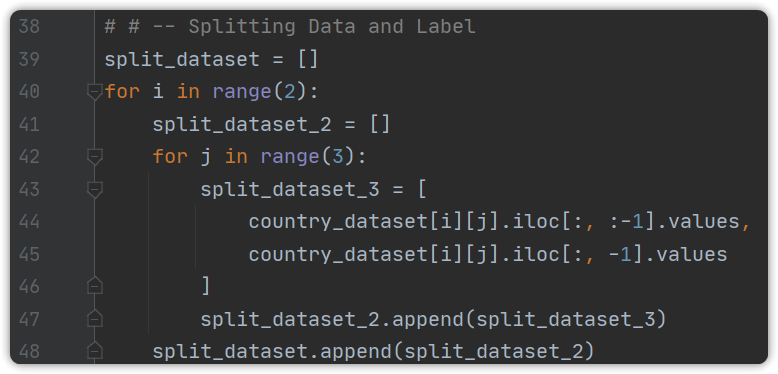 38 # # -- Splitting Data and Label
39 split_dataset = []
40 for i in range(2):
41     split_dataset_2 = []
42     for j in range(3):
43         split_dataset_3 = [
44             country_dataset[i][j].iloc[:, :-1].values,
45             country_dataset[i][j].iloc[:, -1].values
46         ]
47         split_dataset_2.append(split_dataset_3)
48     split_dataset.append(split_dataset_2)